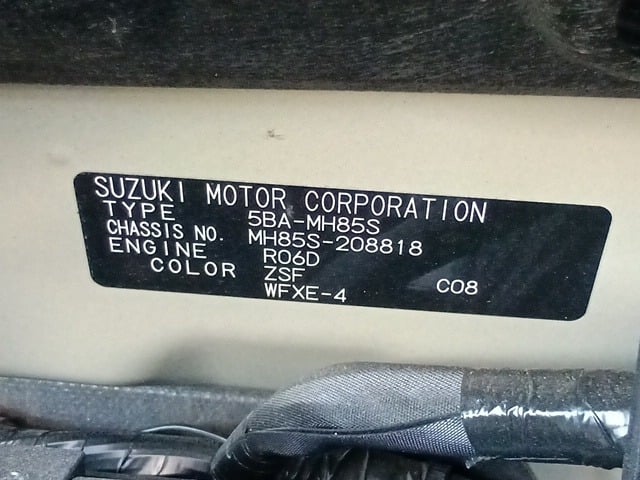 SUZUKI MOTOR CORPORATION
TYPE 5BA-MH85S
CHASSIS NO. MH85S-208818
ENGINE R06D
COLOR ZSF C08
WFXE-4